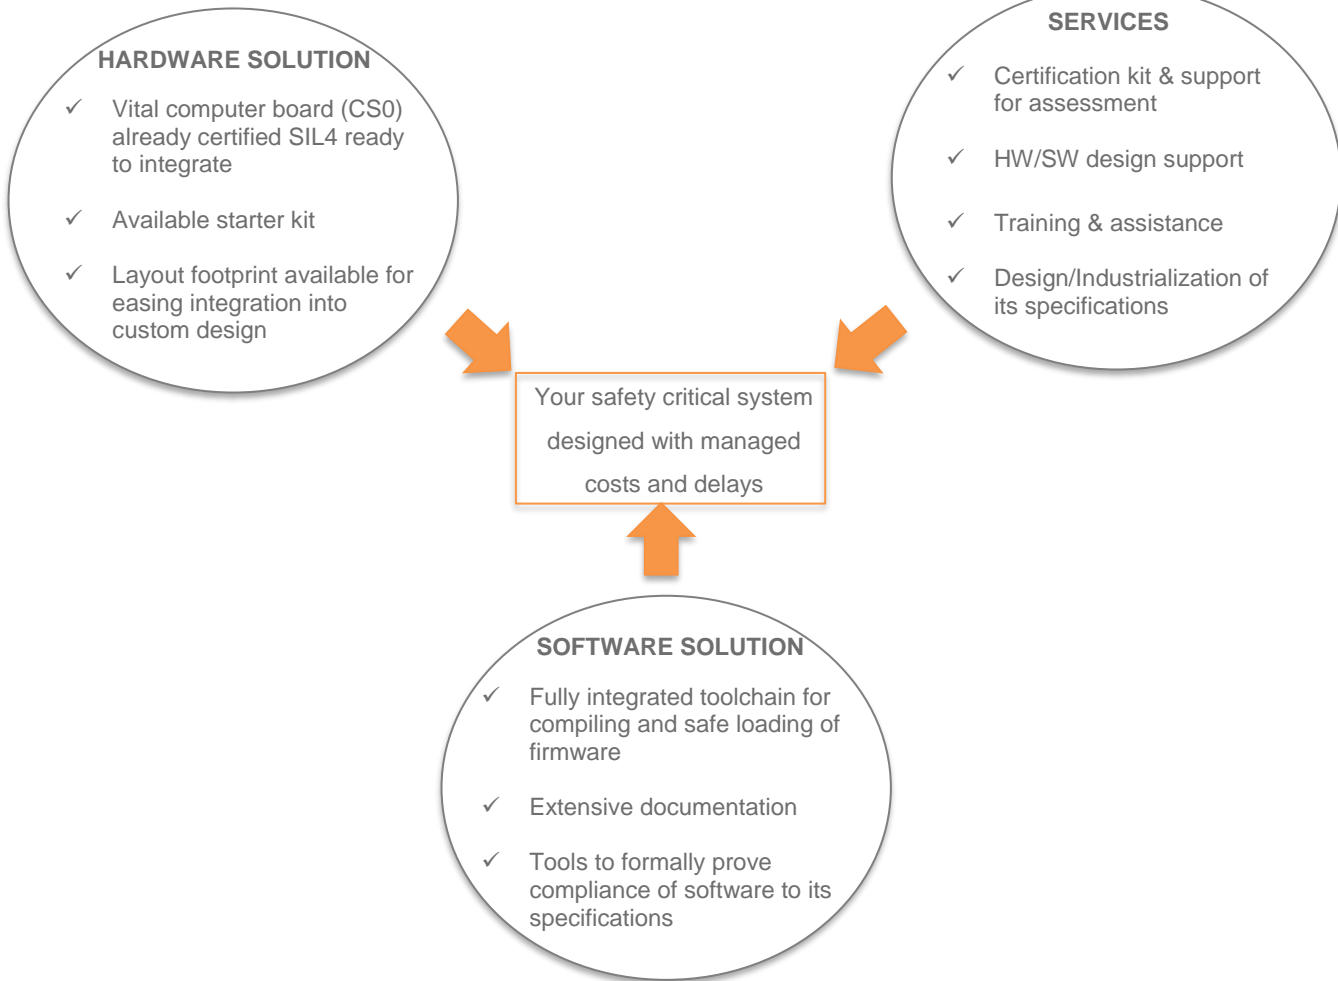 HARDWARE SOLUTION
✓ Vital computer board (CS0)
already certified SIL4 ready
to integrate
✓ Available starter kit
✓ Layout footprint available for
easing integration into
custom design
SERVICES
✓ Certification kit & support
for assessment
✓ HW/SW design support
✓ Training & assistance
✓ Design/Industrialization of
its specifications
Your safety critical system
designed with managed
costs and delays
SOFTWARE SOLUTION
✓ Fully integrated toolchain for
compiling and safe loading of
firmware
✓ Extensive documentation
✓ Tools to formally prove
compliance of software to its
specifications